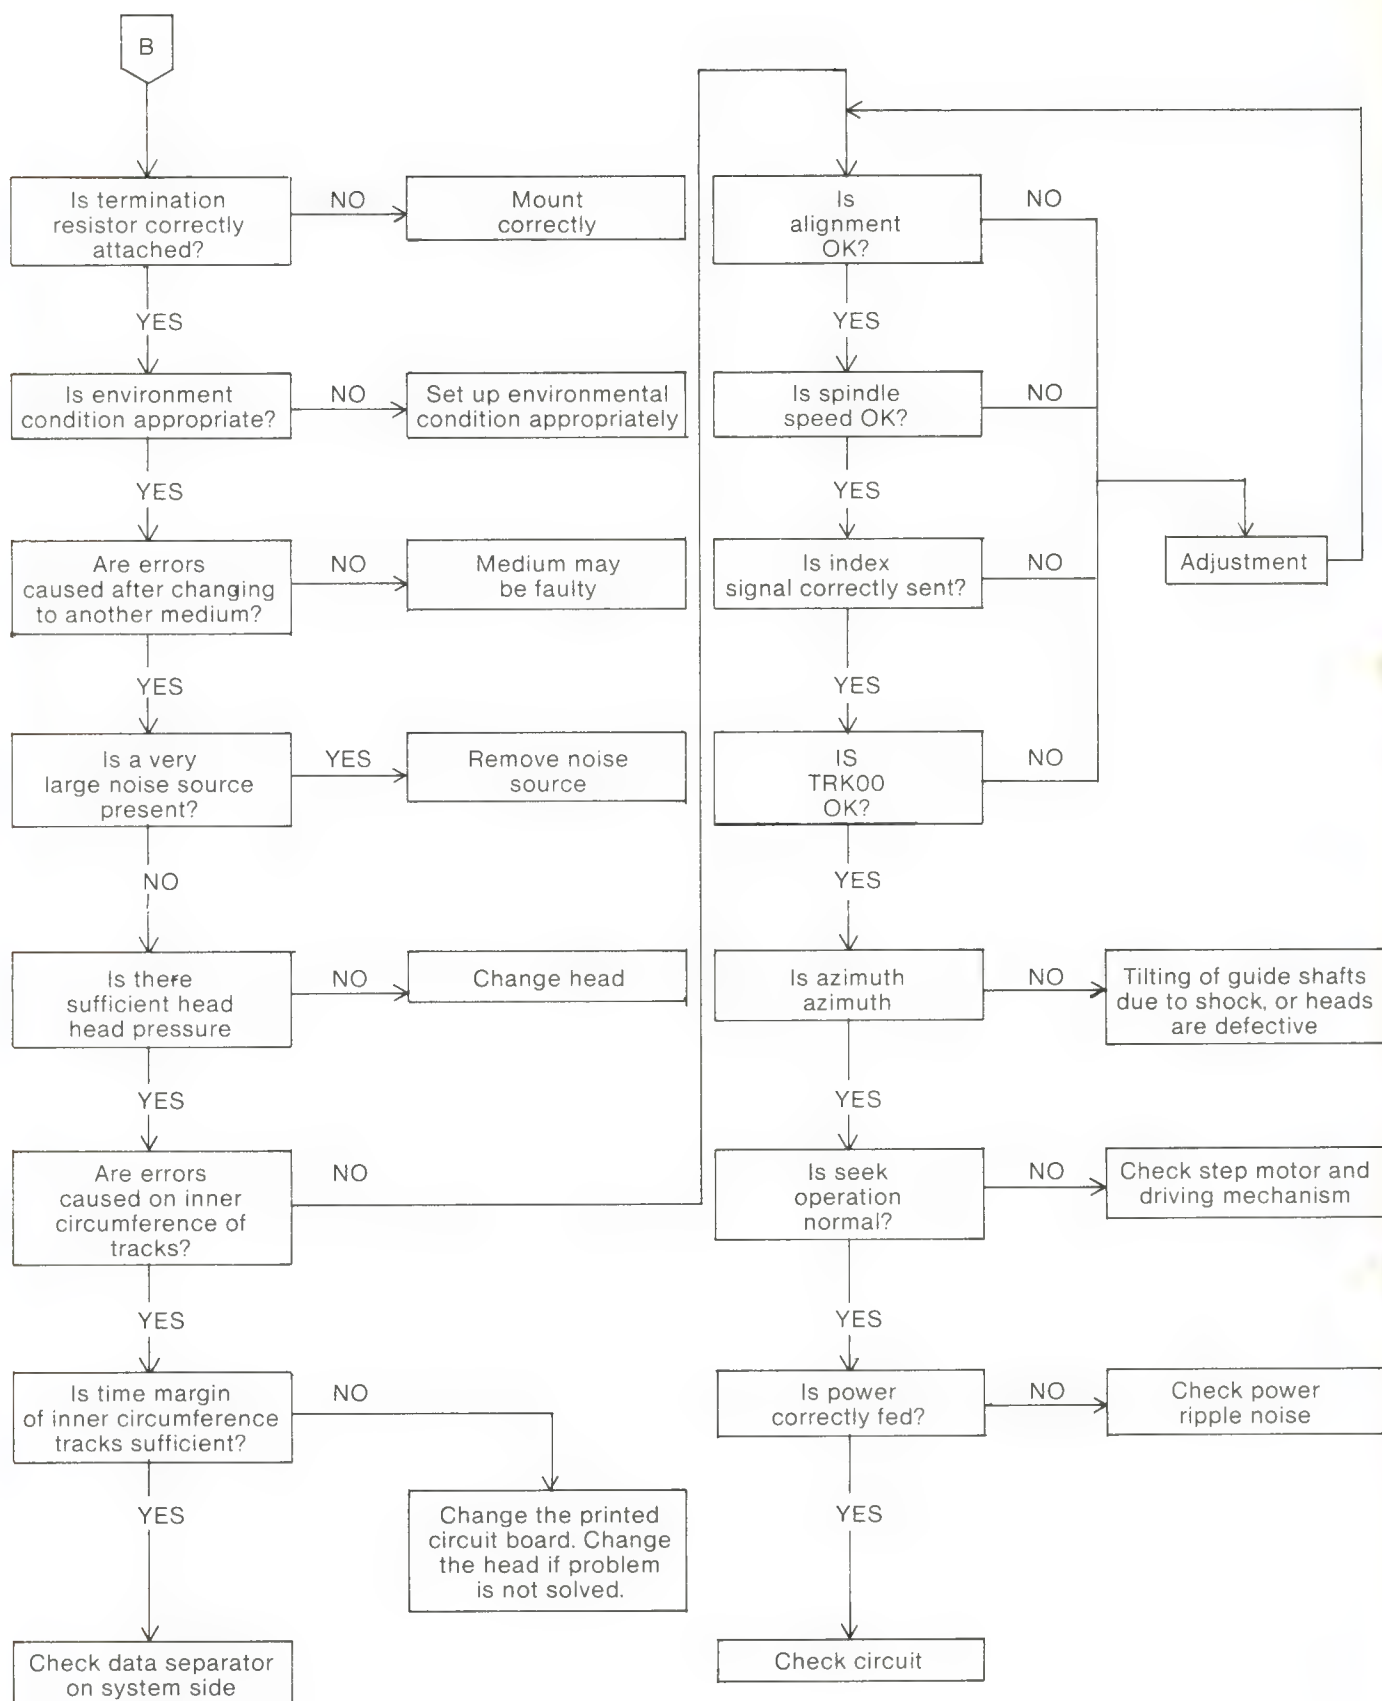 B
Is termination
resistor correctly
attached?
NO
Mount
correctly
YES
Is environment
condition appropriate?
NO
Set up environmental
condition appropriately
YES
Are errors
caused after changing
to another medium?
NO
Medium may
be faulty
YES
Is a very
large noise source
present?
YES
Remove noise
source
NO
Is there
sufficient head
head pressure
NO
Change head
YES
Are errors
caused on inner
circumference of
tracks?
NO
YES
Is time margin
of inner circumference
tracks sufficient?
NO
Change the printed
circuit board. Change
the head if problem
is not solved.
YES
Check data separator
on system side
Is
alignment
OK?
NO
YES
Is spindle
speed OK?
NO
YES
Is index
signal correctly sent?
NO
Adjustment
YES
IS
TRK00
OK?
NO
YES
Is azimuth
azimuth
NO
Tilting of guide shafts
due to shock, or heads
are defective
YES
Is seek
operation
normal?
NO
Check step motor and
driving mechanism
YES
Is power
correctly fed?
NO
Check power
ripple noise
YES
Check circuit